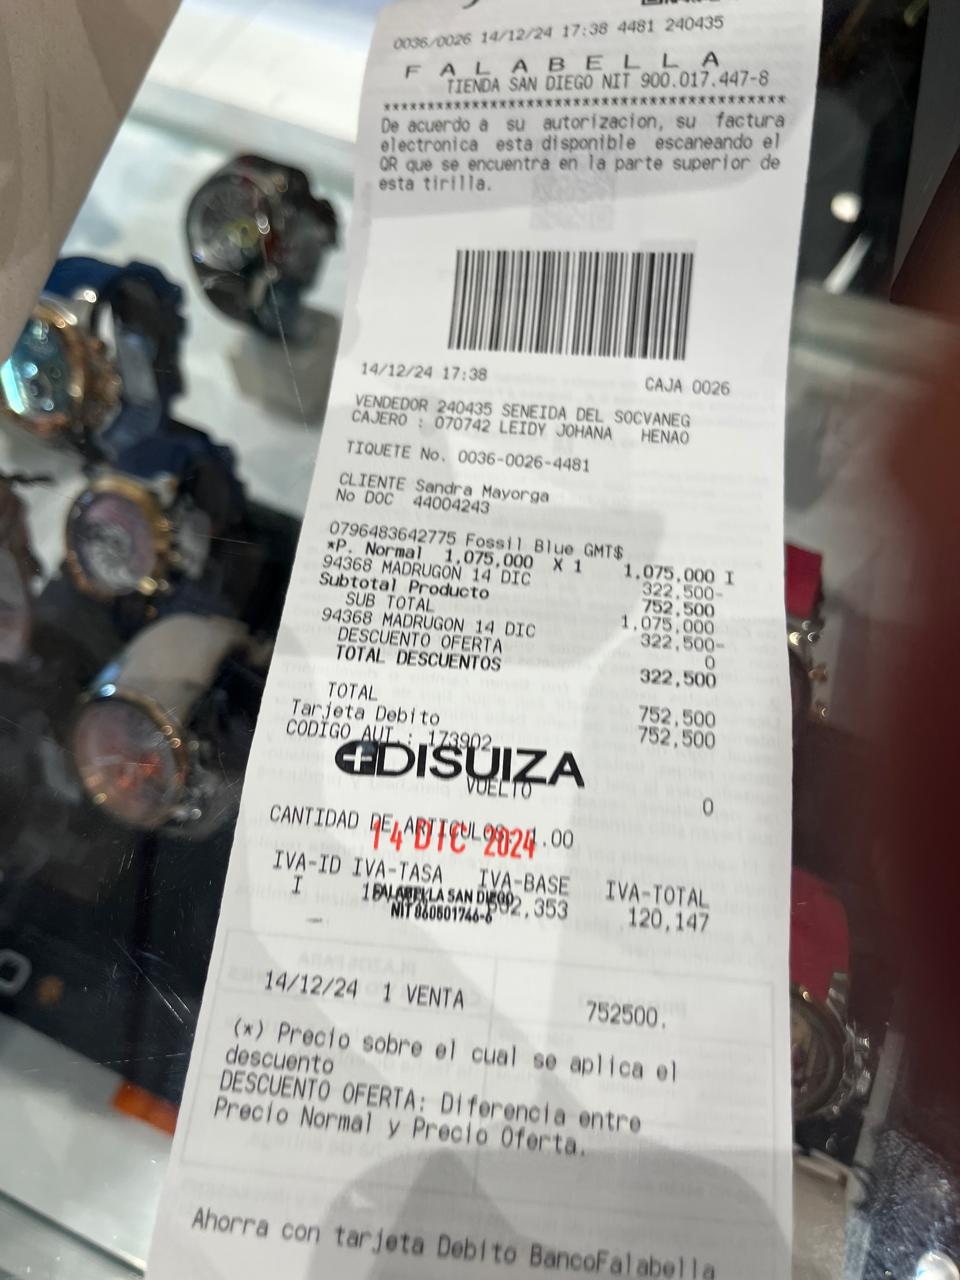 0036/0026 14/12/24 17:38 4481 240435
FALABELLA
TIENDA SAN DIEGO NIT 900.017.447-8
****************************************
De acuerdo a su autorizacion, su factura
electronica esta disponible escaneando el
QR que se encuentra en la parte superior de
esta tirilla.
14/12/24 17:38 CAJA 0026
VENDEDOR 240435 SENEIDA DEL SOCVANEG
CAJERO : 070742 LEIDY JOHANA HENAO
TIQUETE No. 0036-0026-4481
CLIENTE Sandra Mayorga
No DOC 44004243
0796483642775 Fossil Blue GMT$
*P. Normal 1,075,000 X 1 1,075,000 I
94368 MADRUGON 14 DIC 322,500-
Subtotal Producto 752,500
SUB TOTAL 1,075,000
94368 MADRUGON 14 DIC 322,500-
DESCUENTO OFERTA 0
TOTAL DESCUENTOS 322,500
TOTAL 752,500
Tarjeta Debito 752,500
CODIGO AUT.: 173902
DISUIZA
VUELTO 0
CANTIDAD DE ARTICULOS 1.00
14 DIC 2024
IVA-ID IVA-TASA IVA-BASE IVA-TOTAL
I 120,147
FALABELLA SAN DIEGO
NIT 860501746-6
14/12/24 1 VENTA 752500.
(*) Precio sobre el cual se aplica el
descuento
DESCUENTO OFERTA: Diferencia entre
Precio Normal y Precio Oferta.
Ahorra con tarjeta Debito BancoFalabella